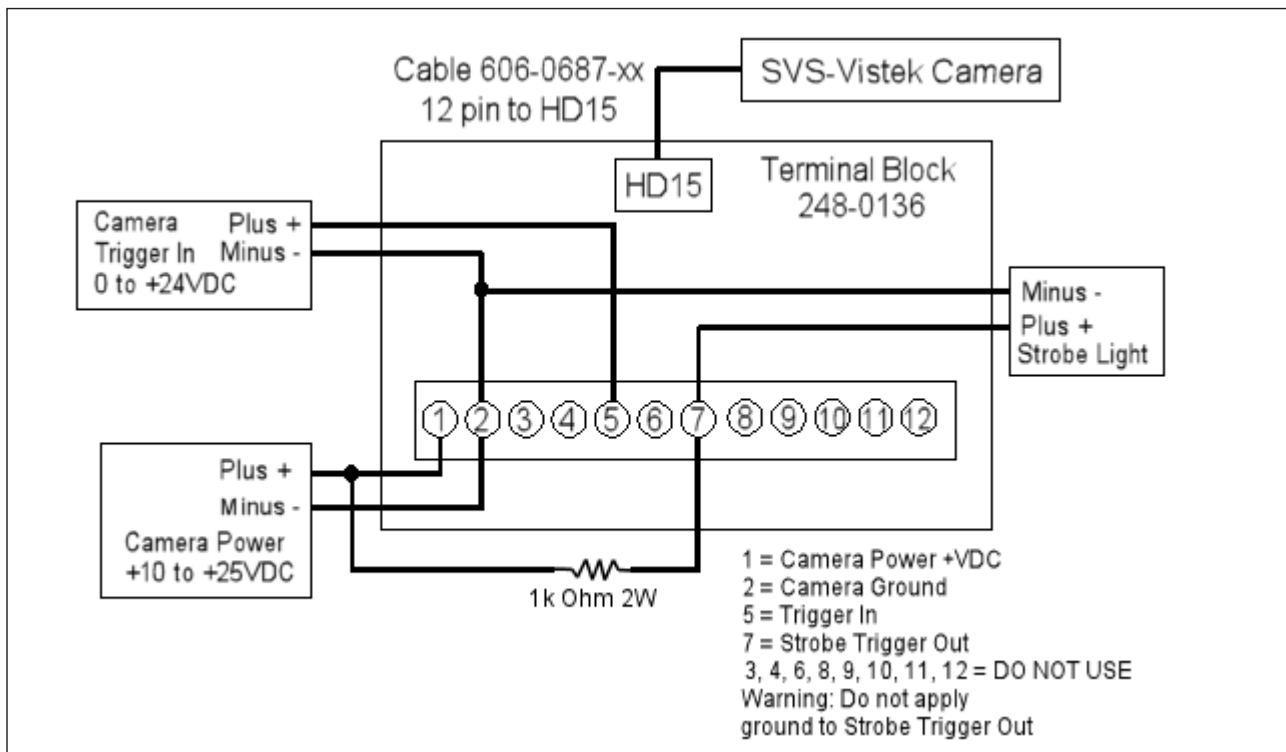 Cable 606-0687-xx
12 pin to HD15
SVS-Vistek Camera
HD15
Terminal Block
248-0136
Camera Plus +
Trigger In Minus -
0 to +24VDC
Minus -
Plus +
Strobe Light
1 2 3 4 5 6 7 8 9 10 11 12
Plus +
Minus -
Camera Power
+10 to +25VDC
1k Ohm 2W
1 = Camera Power +VDC
2 = Camera Ground
5 = Trigger In
7 = Strobe Trigger Out
3, 4, 6, 8, 9, 10, 11, 12 = DO NOT USE
Warning: Do not apply
ground to Strobe Trigger Out